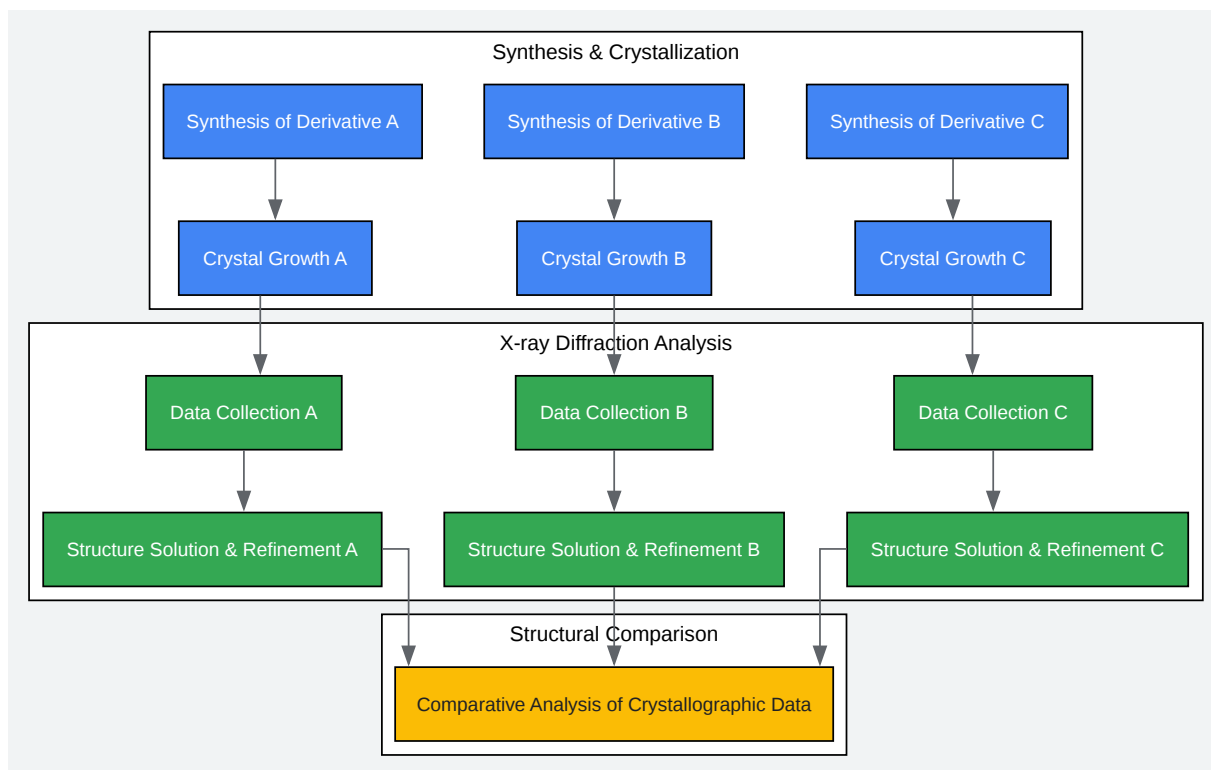 Synthesis & Crystallization
Synthesis of Derivative A
Synthesis of Derivative B
Synthesis of Derivative C
Crystal Growth A
Crystal Growth B
Crystal Growth C
X-ray Diffraction Analysis
Data Collection A
Data Collection B
Data Collection C
Structure Solution & Refinement A
Structure Solution & Refinement B
Structure Solution & Refinement C
Structural Comparison
Comparative Analysis of Crystallographic Data